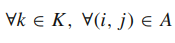 ∀k ∈ K, ∀(i, j) ∈ A